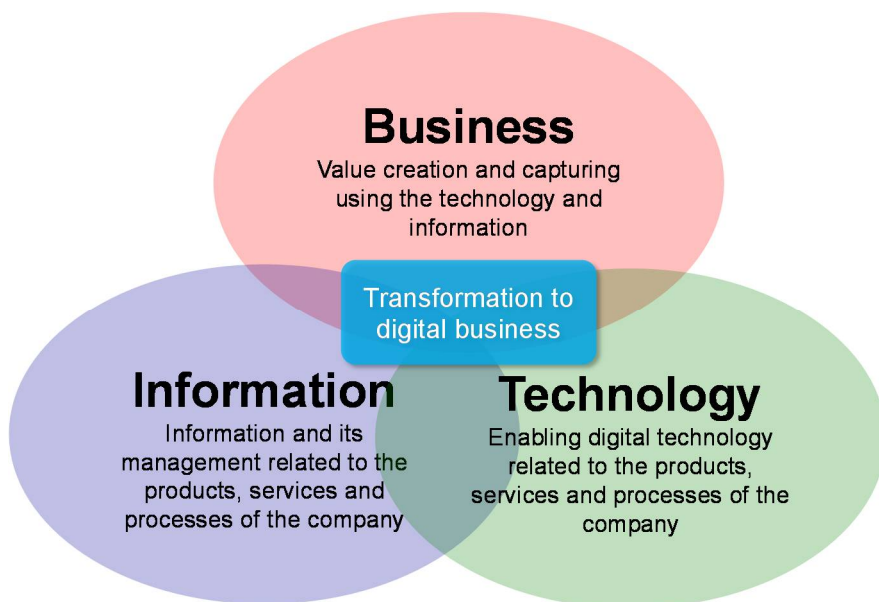 Business
Value creation and capturing
using the technology and
information
Transformation to
digital business
Information
Information and its
management related to the
products, services and
processes of the company
Technology
Enabling digital technology
related to the products,
services and processes of the
company